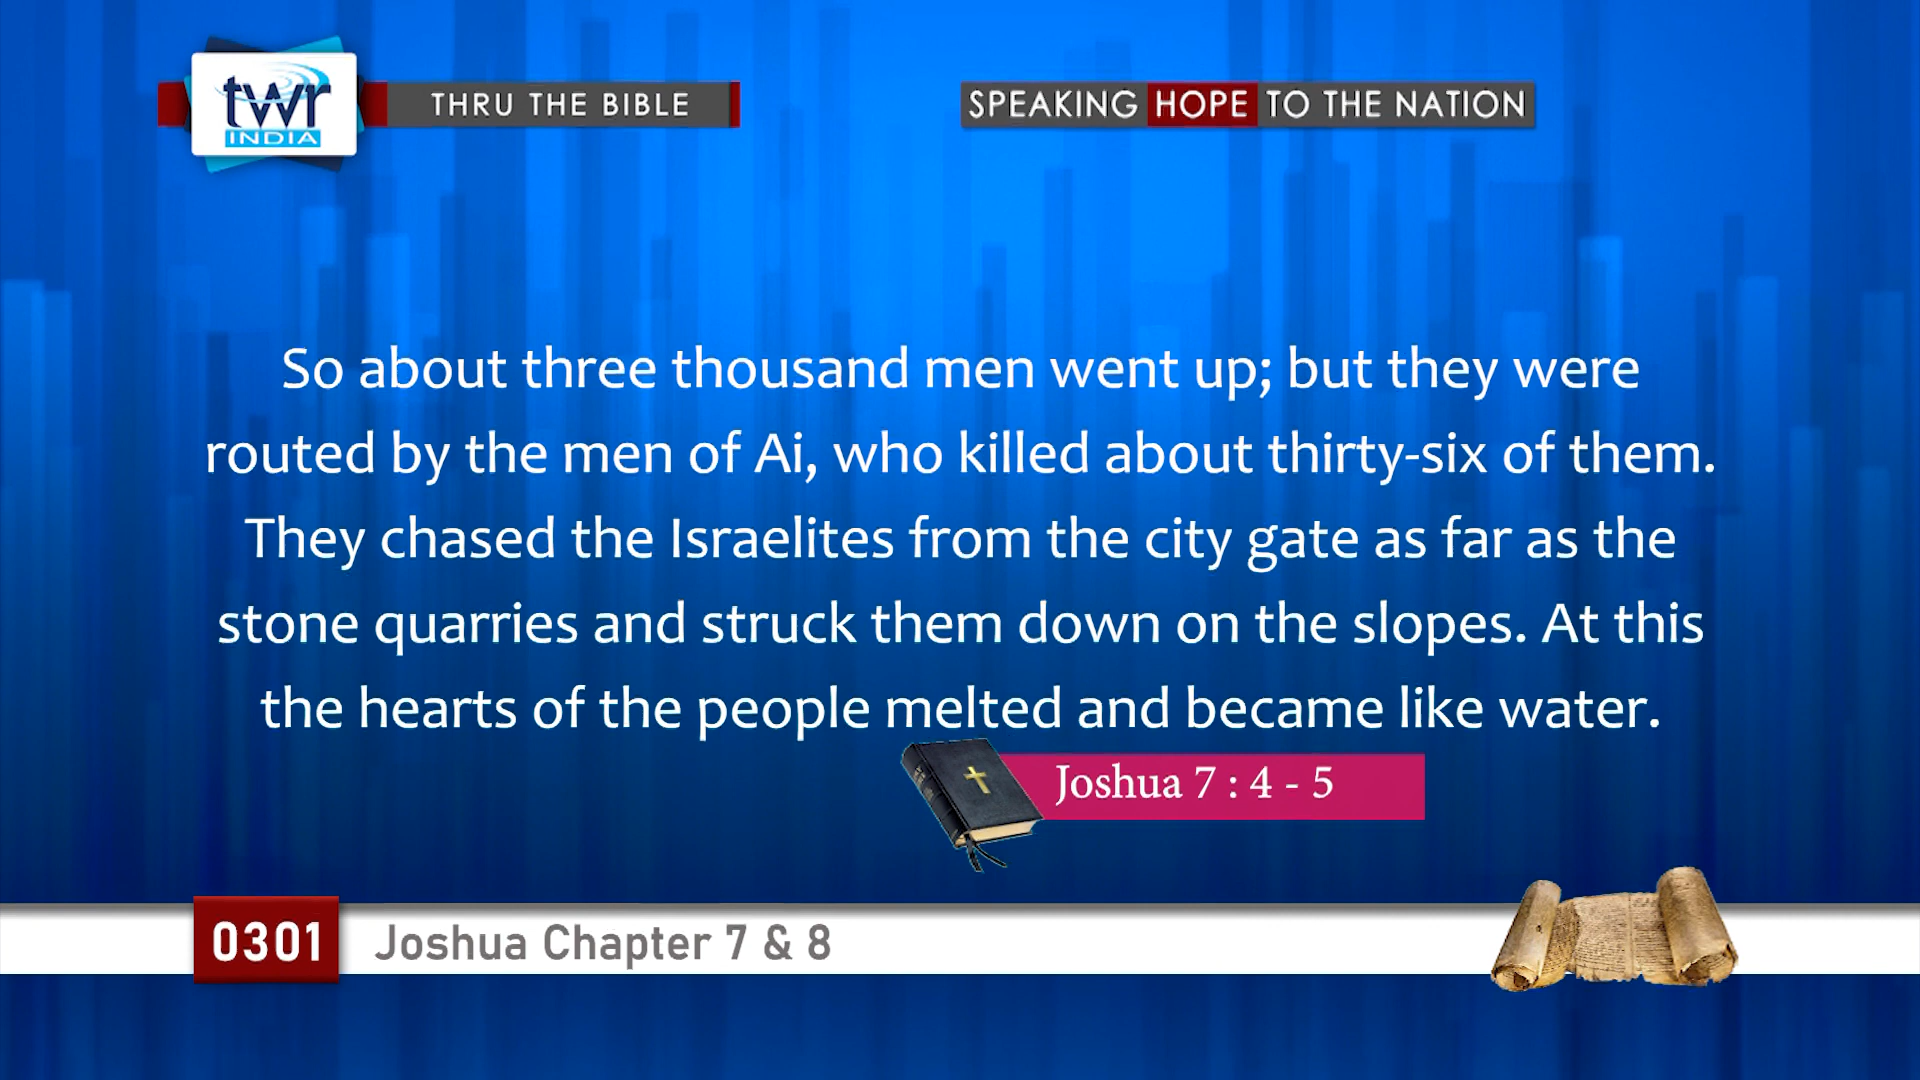 twr
INDIA
THRU THE BIBLE
SPEAKING HOPE TO THE NATION
So about three thousand men went up; but they were
routed by the men of Ai, who killed about thirty-six of them.
They chased the Israelites from the city gate as far as the
stone quarries and struck them down on the slopes. At this
the hearts of the people melted and became like water.
Joshua 7 : 4 - 5
0301
Joshua Chapter 7 & 8